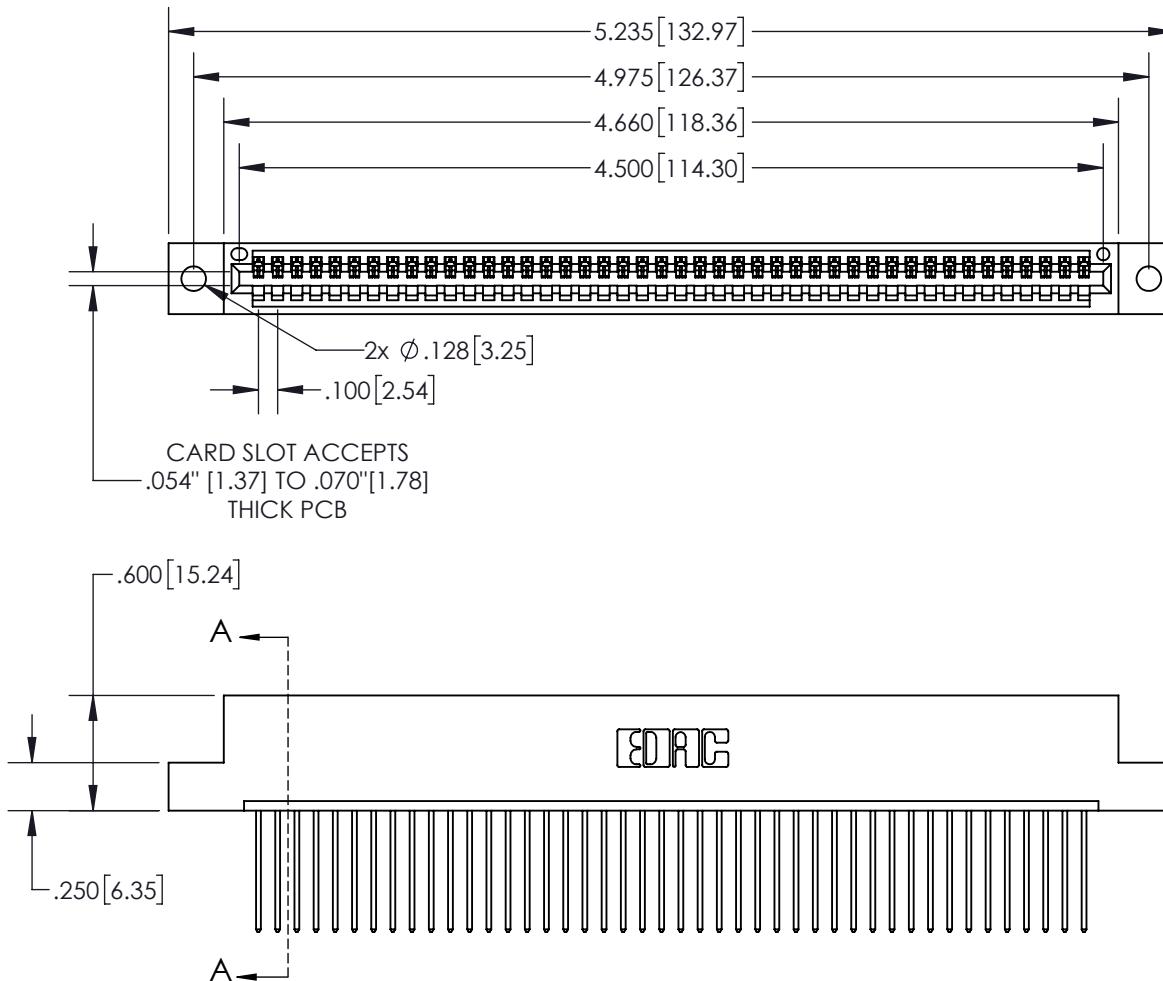 5.235[132.97]
4.975[126.37]
4.660[118.36]
4.500[114.30]
2x Ø.128[3.25]
.100[2.54]
CARD SLOT ACCEPTS
.054" [1.37] TO .070"[1.78]
THICK PCB
.600[15.24]
A
EDAC
.250[6.35]
A